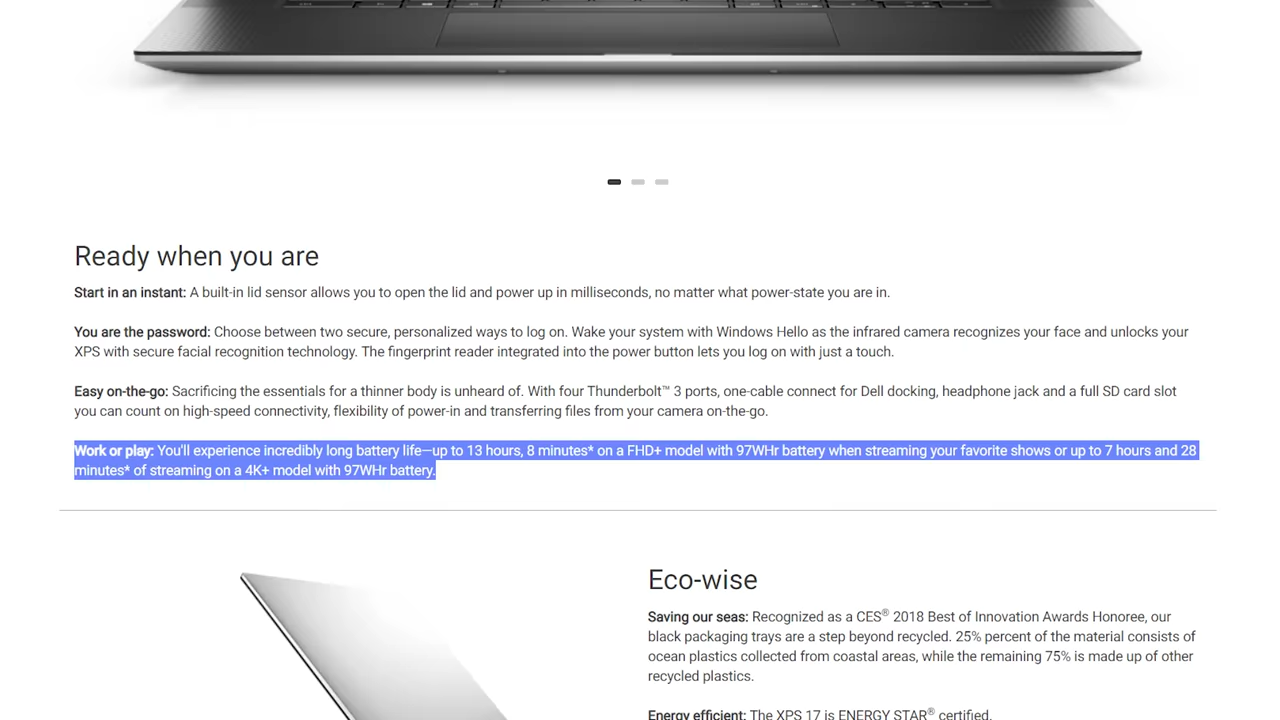 Ready when you are
Start in an instant: A built-in lid sensor allows you to open the lid and power up in milliseconds, no matter what power-state you are in.
You are the password: Choose between two secure, personalized ways to log on. Wake your system with Windows Hello as the infrared camera recognizes your face and unlocks your
XPS with secure facial recognition technology. The fingerprint reader integrated into the power button lets you log on with just a touch.
Easy on-the-go: Sacrificing the essentials for a thinner body is unheard of. With four Thunderbolt™ 3 ports, one-cable connect for Dell docking, headphone jack and a full SD card slot
you can count on high-speed connectivity, flexibility of power-in and transferring files from your camera on-the-go.
Work or play: You'll experience incredibly long battery life—up to 13 hours, 8 minutes* on a FHD+ model with 97WHr battery when streaming your favorite shows or up to 7 hours and 28
minutes* of streaming on a 4K+ model with 97WHr battery.
Eco-wise
Saving our seas: Recognized as a CES® 2018 Best of Innovation Awards Honoree, our
black packaging trays are a step beyond recycled. 25% percent of the material consists of
ocean plastics collected from coastal areas, while the remaining 75% is made up of other
recycled plastics.
Energy efficient: The XPS 17 is ENERGY STAR® certified.